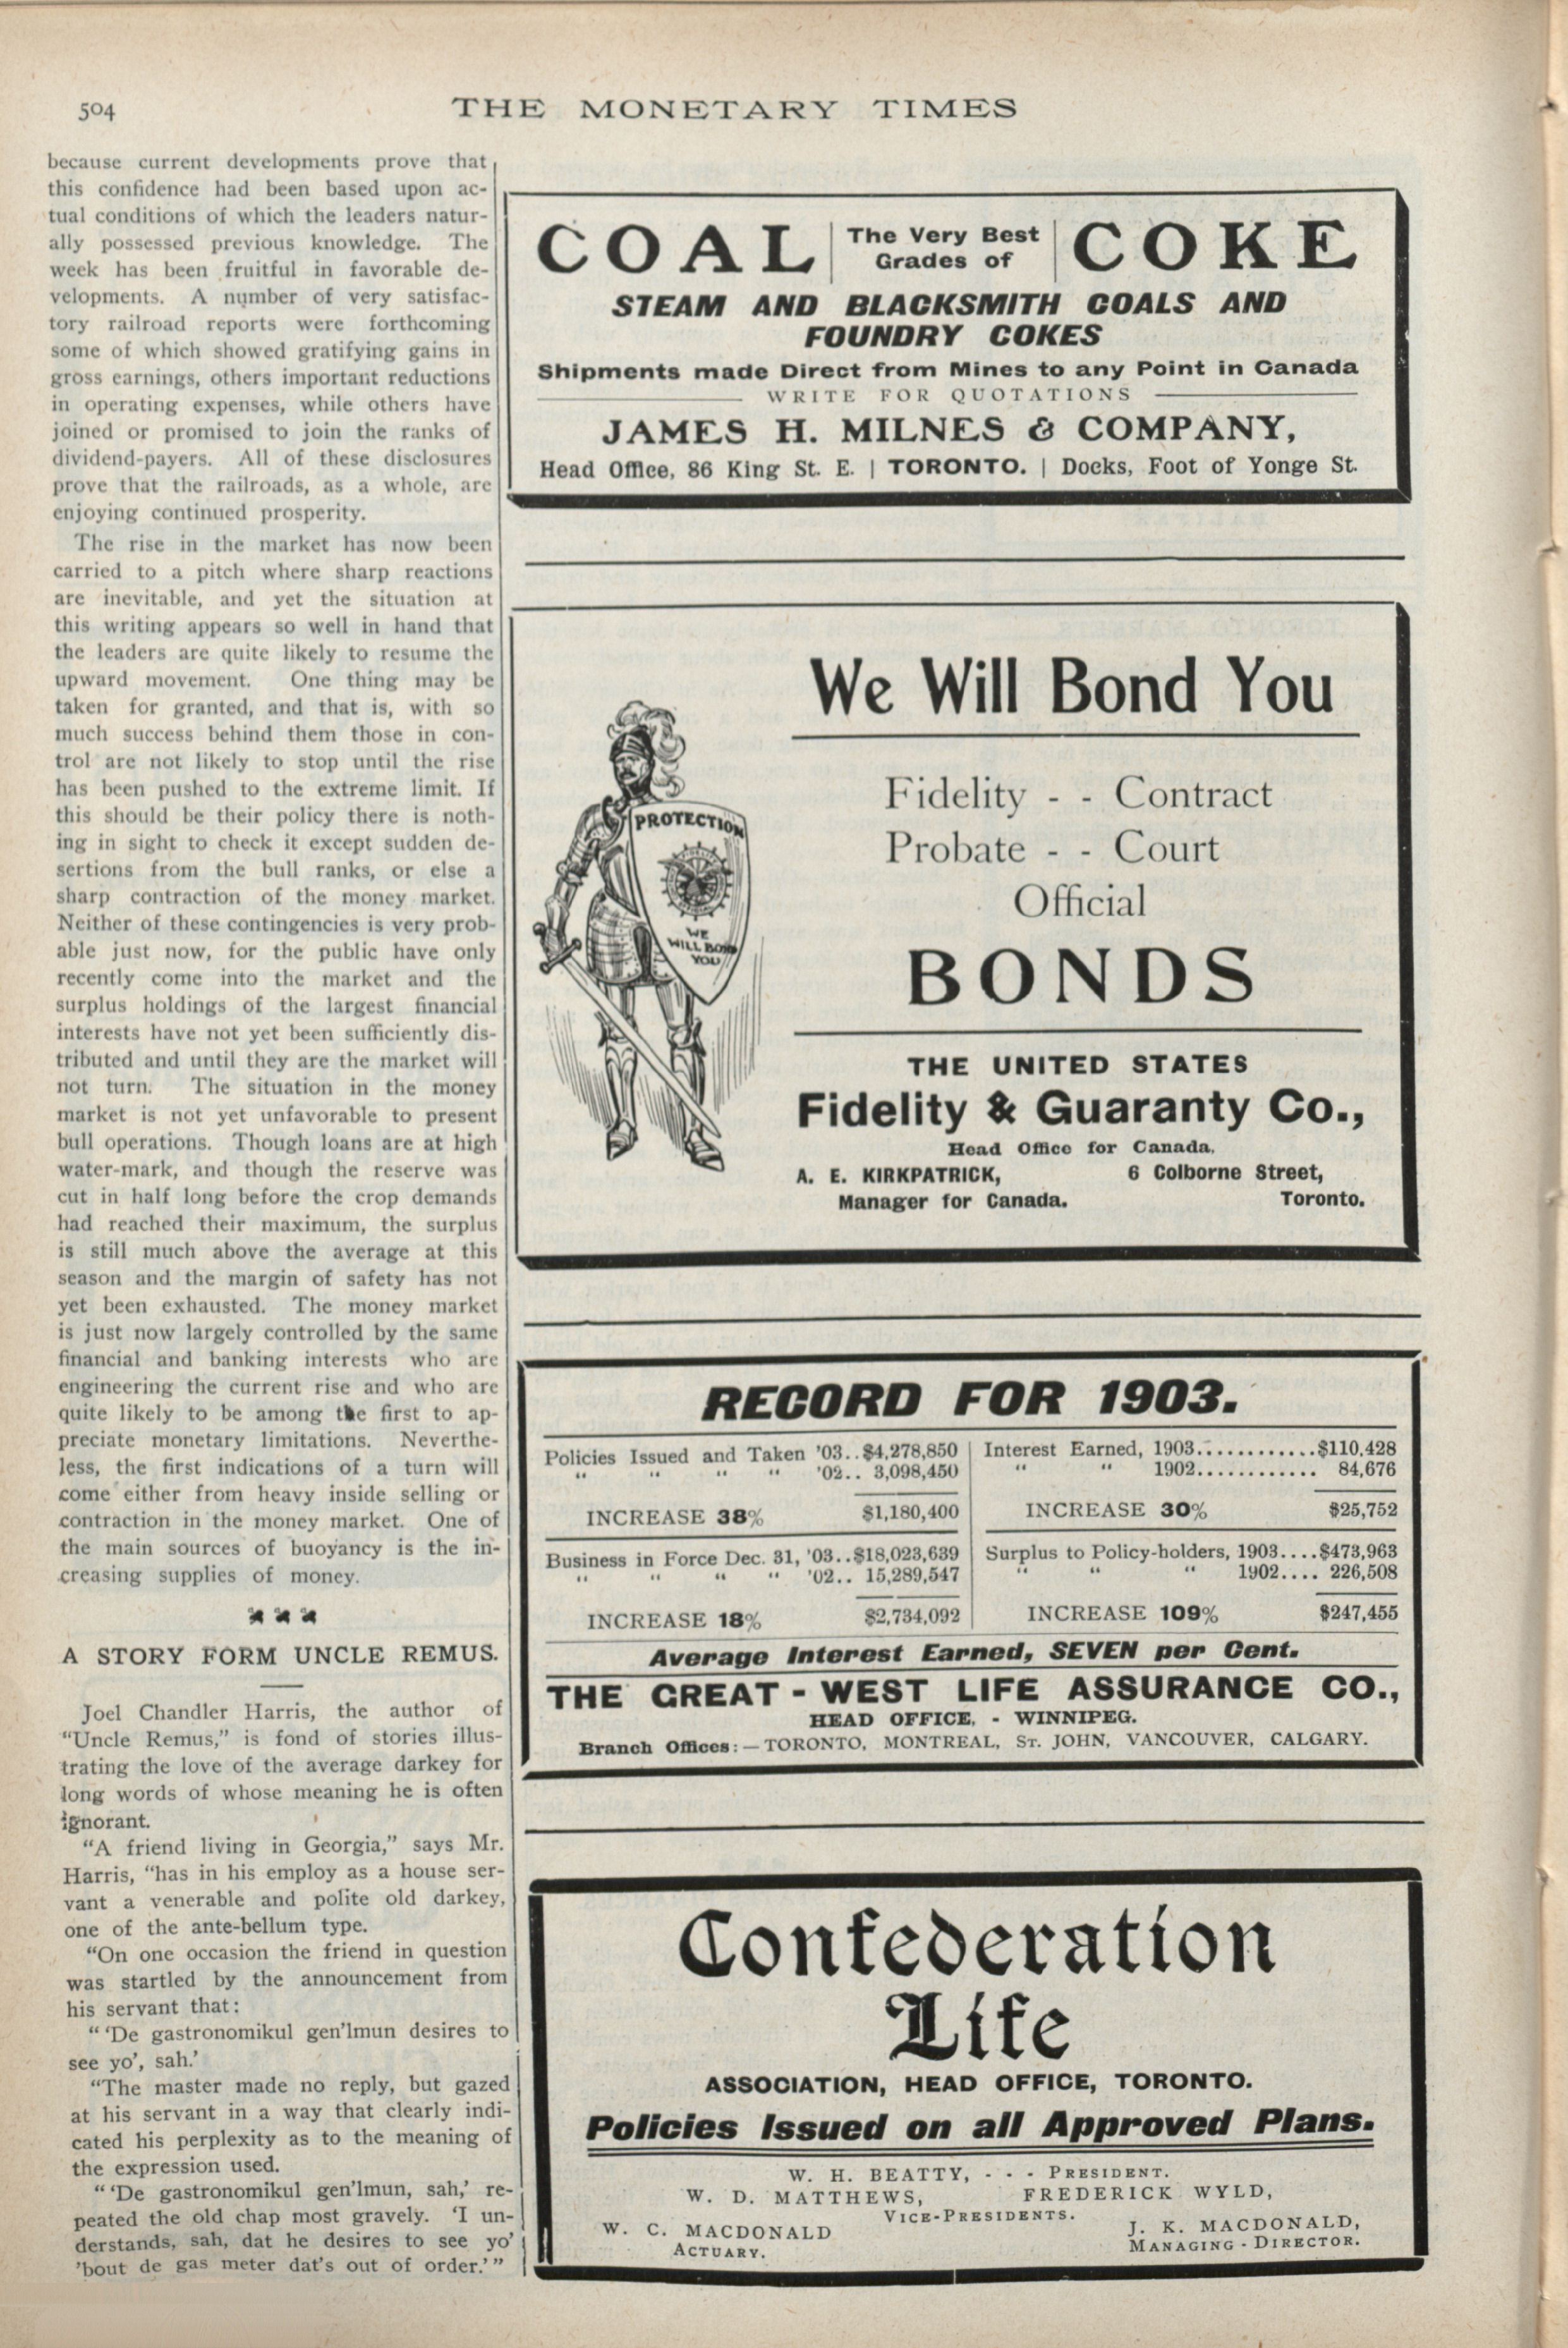 504
THE MONETARY TIMES
because current developments prove that
this confidence had been based upon ac-
tual conditions of which the leaders natur-
ally possessed previous knowledge. The
week has been fruitful in favorable de-
velopments. A number of very satisfac-
tory railroad reports were forthcoming
some of which showed gratifying gains in
gross earnings, others important reductions
in operating expenses, while others have
joined or promised to join the ranks of
dividend-payers. All of these disclosures
prove that the railroads, as a whole, are
enjoying continued prosperity.
The rise in the market has now been
carried to a pitch where sharp reactions
are inevitable, and yet the situation at
this writing appears so well in hand that
the leaders are quite likely to resume the
upward movement. One thing may be
taken for granted, and that is, with so
much success behind them those in con-
trol are not likely to stop until the rise
has been pushed to the extreme limit. If
this should be their policy there is noth-
ing in sight to check it except sudden de-
sertions from the bull ranks, or else a
sharp contraction of the money market.
Neither of these contingencies is very prob-
able just now, for the public have only
recently come into the market and the
surplus holdings of the largest financial
interests have not yet been sufficiently dis-
tributed and until they are the market will
not turn. The situation in the money
market is not yet unfavorable to present
bull operations. Though loans are at high
water-mark, and though the reserve was
cut in half long before the crop demands
had reached their maximum, the surplus
is still much above the average at this
season and the margin of safety has not
yet been exhausted. The money market
is just now largely controlled by the same
financial and banking interests who are
engineering the current rise and who are
quite likely to be among the first to ap-
preciate monetary limitations. Neverthe-
less, the first indications of a turn will
come either from heavy inside selling or
contraction in the money market. One of
the main sources of buoyancy is the in-
creasing supplies of money.
A STORY FORM UNCLE REMUS.
Joel Chandler Harris, the author of
"Uncle Remus," is fond of stories illus-
trating the love of the average darkey for
long words of whose meaning he is often
ignorant.
"A friend living in Georgia," says Mr.
Harris, "has in his employ as a house ser-
vant a venerable and polite old darkey,
one of the ante-bellum type.
"On one occasion the friend in question
was startled by the announcement from
his servant that:
"'De gastronomikul gen'lmun desires to
see yo', sah.'
"The master made no reply, but gazed
at his servant in a way that clearly indi-
cated his perplexity as to the meaning of
the expression used.
"'De gastronomikul gen'lmun, sah,' re-
peated the old chap most gravely. 'I un-
derstands, sah, dat he desires to see yo'
'bout de gas meter dat's out of order.'"
COAL The Very Best COKE
Grades of
STEAM AND BLACKSMITH COALS AND
FOUNDRY COKES
Shipments made Direct from Mines to any Point in Canada
WRITE FOR QUOTATIONS
JAMES H. MILNES & COMPANY,
Head Office, 86 King St. E. | TORONTO. | Docks, Foot of Yonge St.
PROTECTION
WE
WILL BOND
YOU
We Will Bond You
Fidelity - - Contract
Probate - - Court
Official
BONDS
THE UNITED STATES
Fidelity & Guaranty Co.,
Head Office for Canada,
A. E. KIRKPATRICK, 6 Colborne Street,
Manager for Canada. Toronto.
RECORD FOR 1903.
Policies Issued and Taken '03..$4,278,850
" " " " '02.. 3,098,450
INCREASE 38% $1,180,400
Interest Earned, 1903............$110,428
" " 1902............ 84,676
INCREASE 30% $25,752
Business in Force Dec. 31, '03..$18,023,639
" " " " '02.. 15,289,547
INCREASE 18% $2,734,092
Surplus to Policy-holders, 1903....$473,963
" " " 1902.... 226,508
INCREASE 109% $247,455
Average Interest Earned, SEVEN per Cent.
THE GREAT-WEST LIFE ASSURANCE CO.,
HEAD OFFICE, - WINNIPEG.
Branch Offices:—TORONTO, MONTREAL, ST. JOHN, VANCOUVER, CALGARY.
Confederation
Life
ASSOCIATION, HEAD OFFICE, TORONTO.
Policies Issued on all Approved Plans.
W. H. BEATTY, - - - PRESIDENT.
W. D. MATTHEWS, FREDERICK WYLD,
VICE-PRESIDENTS.
W. C. MACDONALD J. K. MACDONALD,
ACTUARY. MANAGING-DIRECTOR.